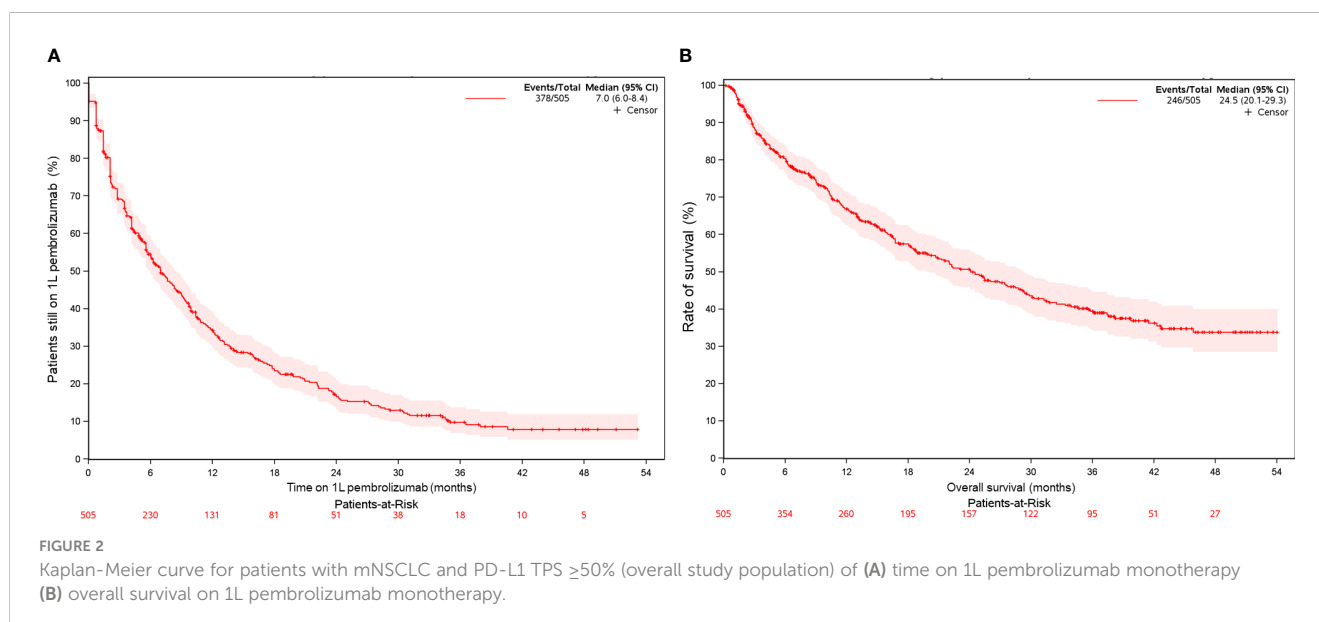 A
Events/Total Median (95% CI)
378/505 7.0 (6.0-8.4)
+ Censor
Patients still on 1L pembrolizumab (%)
100
90
80
70
60
50
40
30
20
10
0
0 6 12 18 24 30 36 42 48 54
Time on 1L pembrolizumab (months)
Patients-at-Risk
505 230 131 81 51 38 18 10 5
B
Events/Total Median (95% CI)
246/505 24.5 (20.1-29.3)
+ Censor
Rate of survival (%)
100
90
80
70
60
50
40
30
20
10
0
0 6 12 18 24 30 36 42 48 54
Overall survival (months)
Patients-at-Risk
505 354 260 195 157 122 95 51 27
FIGURE 2
Kaplan-Meier curve for patients with mNSCLC and PD-L1 TPS ≥50% (overall study population) of (A) time on 1L pembrolizumab monotherapy
(B) overall survival on 1L pembrolizumab monotherapy.